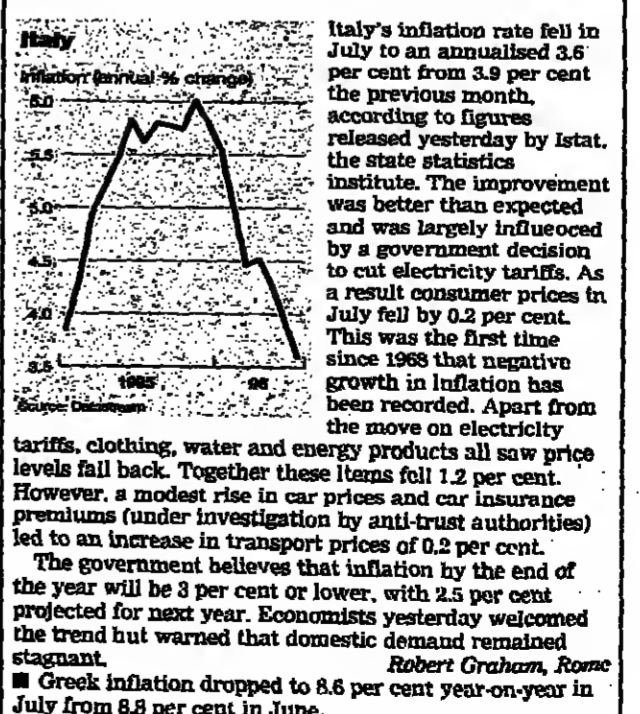 Italy
Inflation (annual % change)
6.0
5.5
5.0
4.5
4.0
3.5
1995
96
Source: Datastream
Italy's inflation rate fell in
July to an annualised 3.6
per cent from 3.9 per cent
the previous month,
according to figures
released yesterday by Istat,
the state statistics
institute. The improvement
was better than expected
and was largely influeoced
by a government decision
to cut electricity tariffs. As
a result consumer prices in
July fell by 0.2 per cent.
This was the first time
since 1968 that negative
growth in inflation has
been recorded. Apart from
the move on electricity
tariffs, clothing, water and energy products all saw price
levels fall back. Together these items fell 1.2 per cent.
However, a modest rise in car prices and car insurance
premiums (under investigation by anti-trust authorities)
led to an increase in transport prices of 0.2 per cent.
The government believes that inflation by the end of
the year will be 3 per cent or lower, with 2.5 per cent
projected for next year. Economists yesterday welcomed
the trend but warned that domestic demand remained
stagnant. Robert Graham, Rome
■ Greek inflation dropped to 8.6 per cent year-on-year in
July from 8.8 per cent in June.